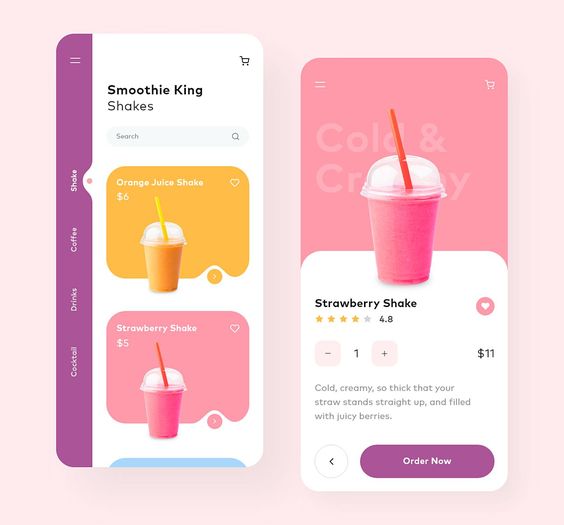 Smoothie King
Shakes
Search
Shake
Coffee
Drinks
Cocktail
Orange Juice Shake
$6
Strawberry Shake
$5
Cold &
Creamy
Strawberry Shake
4.8
− 1 +
$11
Cold, creamy, so thick that your
straw stands straight up, and filled
with juicy berries.
Order Now